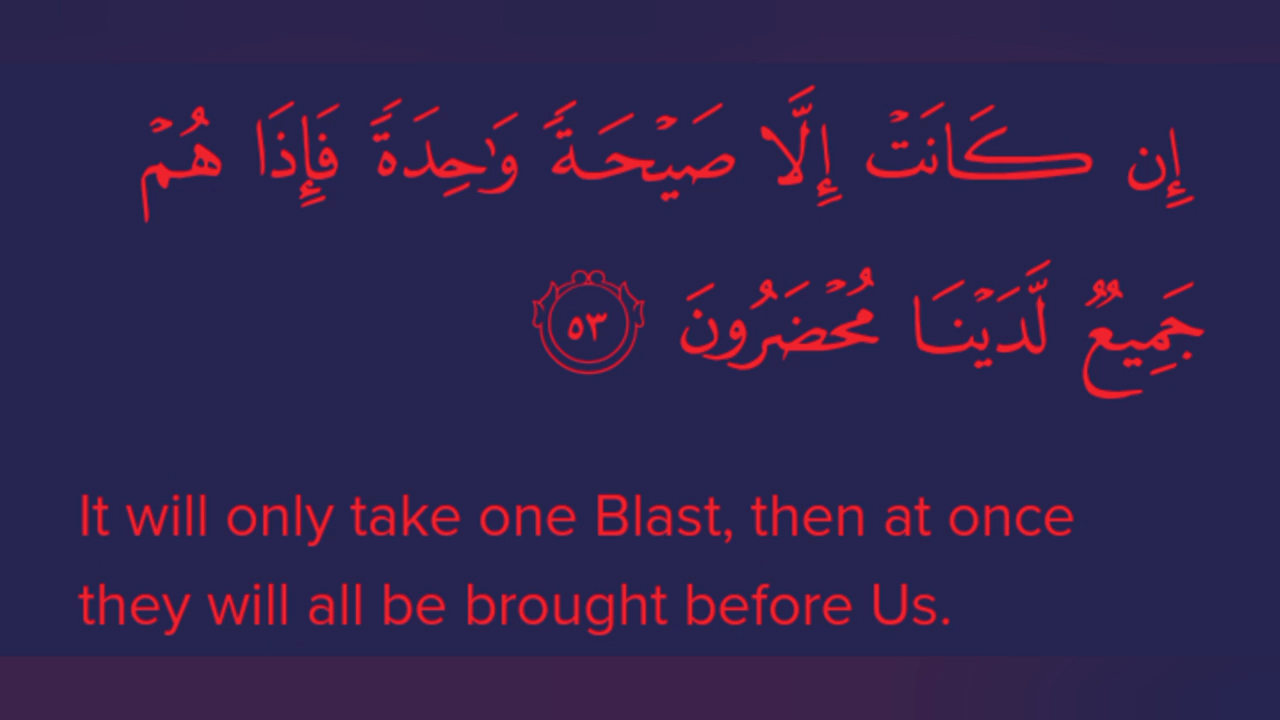 إِن كَانَتْ إِلَّا صَيْحَةً وَٰحِدَةً فَإِذَا هُمْ
جَمِيعٌ لَّدَيْنَا مُحْضَرُونَ ٥٣
It will only take one Blast, then at once
they will all be brought before Us.